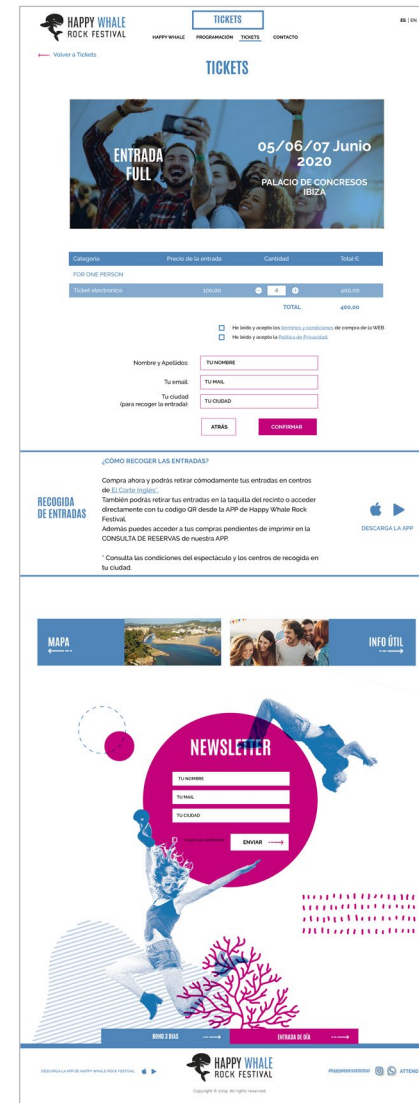 HAPPY WHALE
ROCK FESTIVAL
TICKETS
ES | EN
HAPPY WHALE PROGRAMACIÓN TICKETS CONTACTO
Volver a Tickets
TICKETS
ENTRADA
FULL
05/06/07 Junio
2020
PALACIO DE CONGRESOS
IBIZA
Categoria Precio de la entrada Cantidad Total €
FOR ONE PERSON
Ticket electronico 100,00 4 400,00
TOTAL 400,00
He leído y acepto los términos y condiciones de compra de la WEB
He leído y acepto la Política de Privacidad
Nombre y Apellidos: TU NOMBRE
Tu email: TU MAIL
Tu ciudad
(para recoger la entrada): TU CIUDAD
ATRÁS CONFIRMAR
RECOGIDA
DE ENTRADAS
¿CÓMO RECOGER LAS ENTRADAS?
Compra ahora y podrás retirar cómodamente tus entradas en centros
de El Corte Inglés*.
También podrás retirar tus entradas en la taquilla del recinto o acceder
directamente con tu código QR desde la APP de Happy Whale Rock
Festival.
Además puedes acceder a tus compras pendientes de imprimir en la
CONSULTA DE RESERVAS de nuestra APP.
* Consulta las condiciones del espectáculo y los centros de recogida en
tu ciudad.
DESCARGA LA APP
MAPA
INFO ÚTIL
NEWSLETTER
TU NOMBRE
TU MAIL
TU CIUDAD
ENVIAR
BONO 3 DIAS
ENTRADA DE DÍA
DESCARGA LA APP DE HAPPY WHALE ROCK FESTIVAL
HAPPY WHALE
ROCK FESTIVAL
ATTEND
Copyright © 2019. All rights reserved.